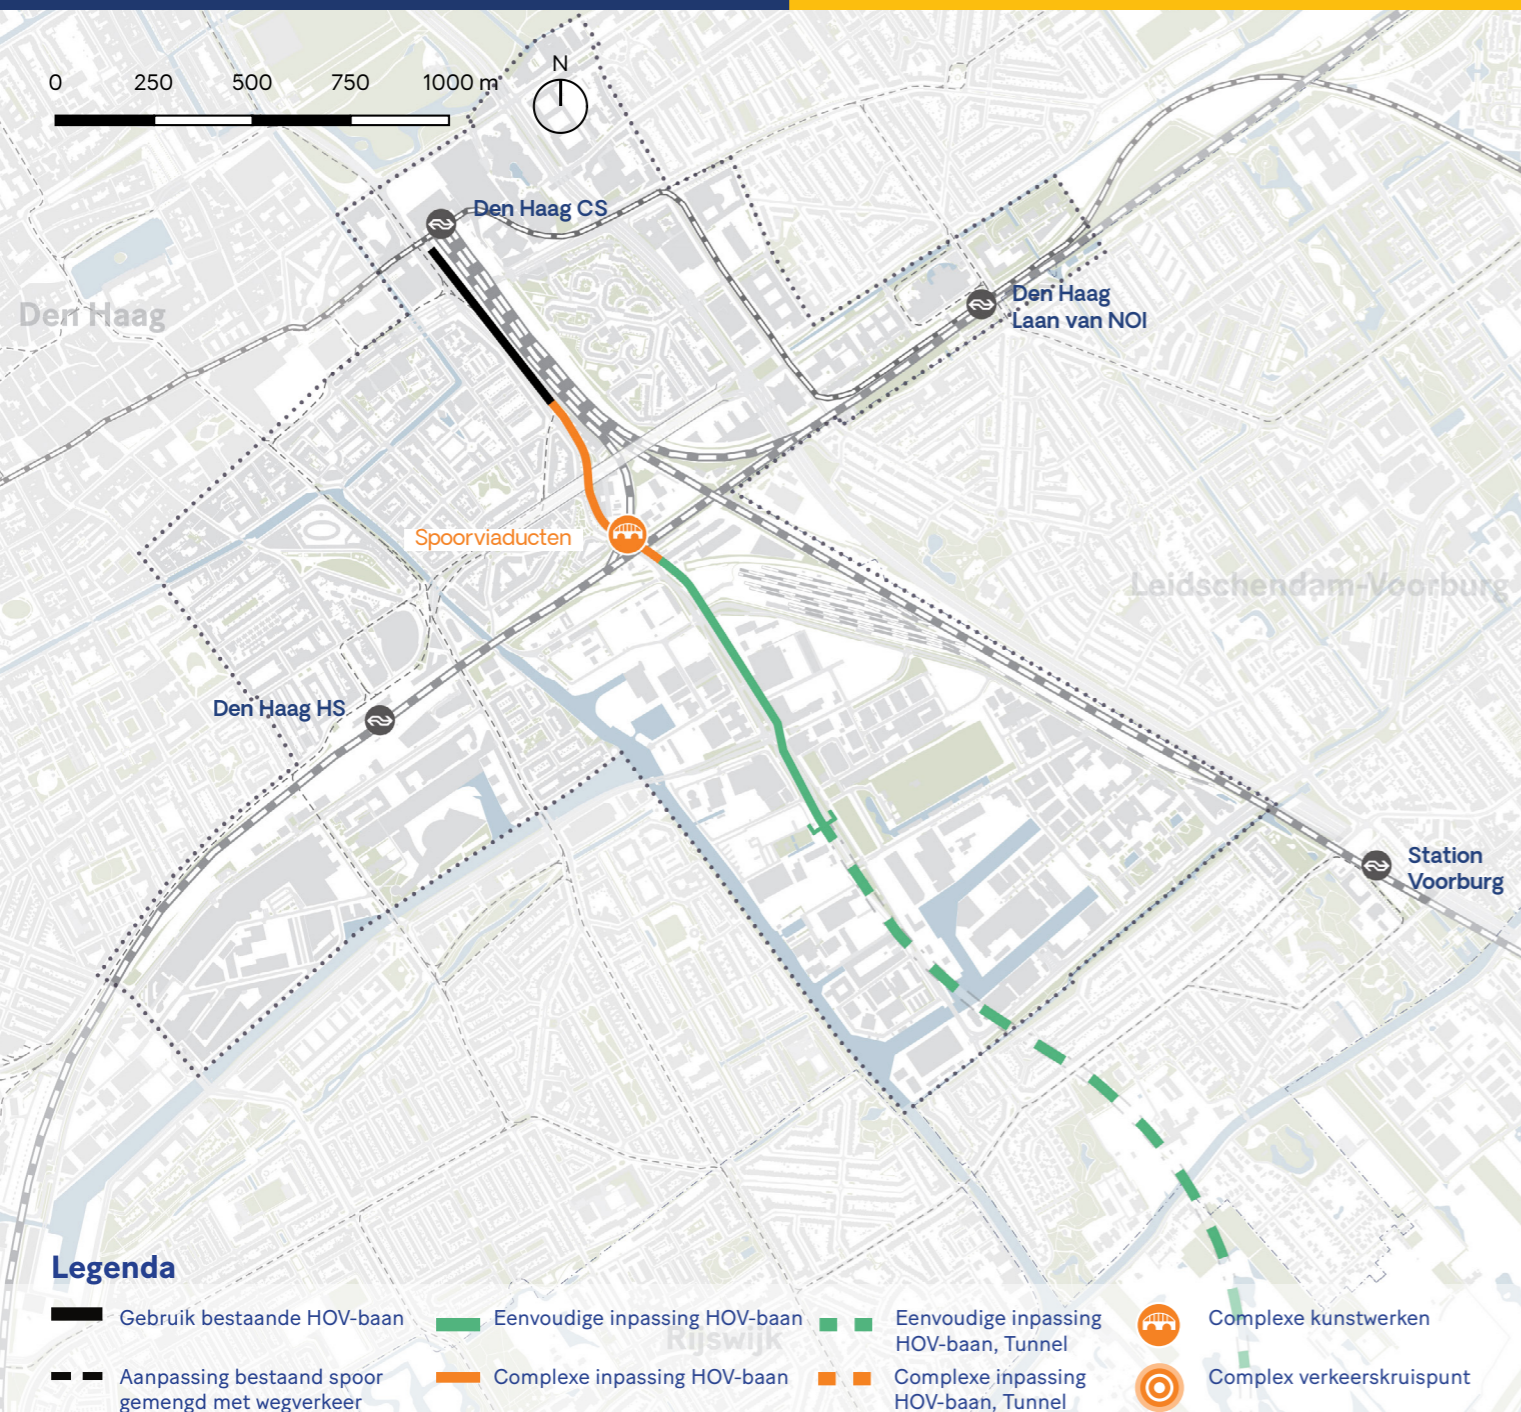 0 250 500 750 1000 m
N
Den Haag CS
Den Haag
Den Haag
Laan van NOI
Spoorviaducten
Leidschendam-Voorburg
Den Haag HS
Station
Voorburg
Legenda
Gebruik bestaande HOV-baan
Aanpassing bestaand spoor
gemengd met wegverkeer
Eenvoudige inpassing HOV-baan
Rijswijk
Complexe inpassing HOV-baan
Eenvoudige inpassing
HOV-baan, Tunnel
Complexe inpassing
HOV-baan, Tunnel
Complexe kunstwerken
Complex verkeerskruispunt